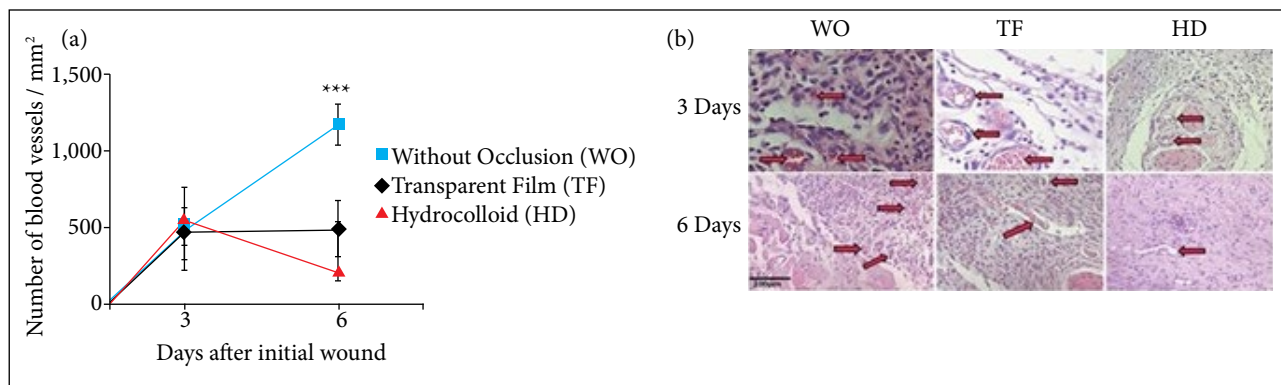 (a)
Number of blood vessels / mm²
1,500
1,000
500
0
3
6
Days after initial wound
***
Without Occlusion (WO)
Transparent Film (TF)
Hydrocolloid (HD)
(b)
WO
TF
HD
3 Days
6 Days